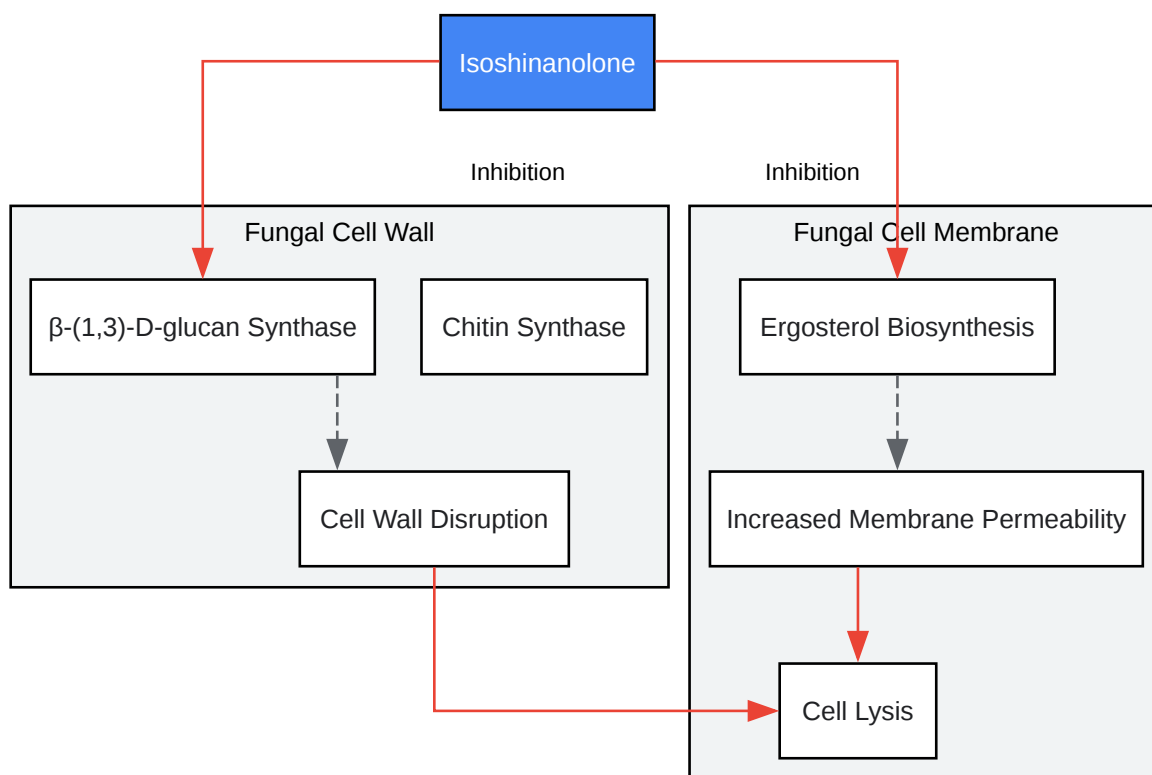 Isoshinanolone
Inhibition
Inhibition
Fungal Cell Wall
Fungal Cell Membrane
β-(1,3)-D-glucan Synthase
Chitin Synthase
Ergosterol Biosynthesis
Cell Wall Disruption
Increased Membrane Permeability
Cell Lysis